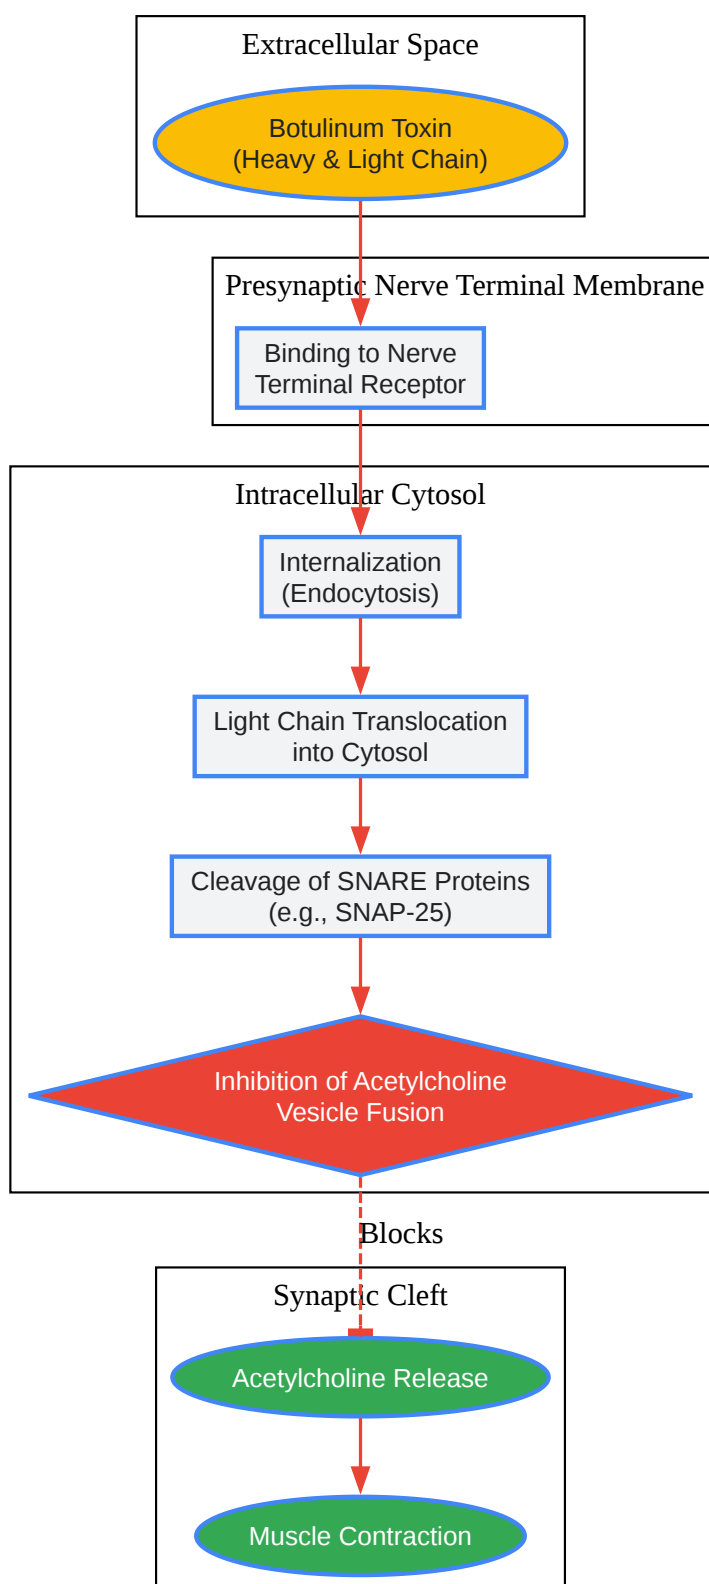 Extracellular Space
Botulinum Toxin
(Heavy & Light Chain)
Presynaptic Nerve Terminal Membrane
Binding to Nerve
Terminal Receptor
Intracellular Cytosol
Internalization
(Endocytosis)
Light Chain Translocation
into Cytosol
Cleavage of SNARE Proteins
(e.g., SNAP-25)
Inhibition of Acetylcholine
Vesicle Fusion
Blocks
Synaptic Cleft
Acetylcholine Release
Muscle Contraction